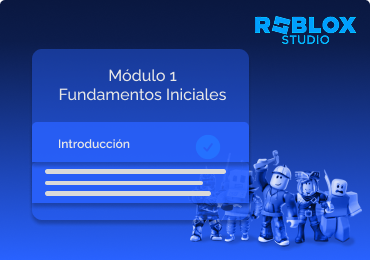 ROBLOX
STUDIO
Módulo 1
Fundamentos Iniciales
Introducción